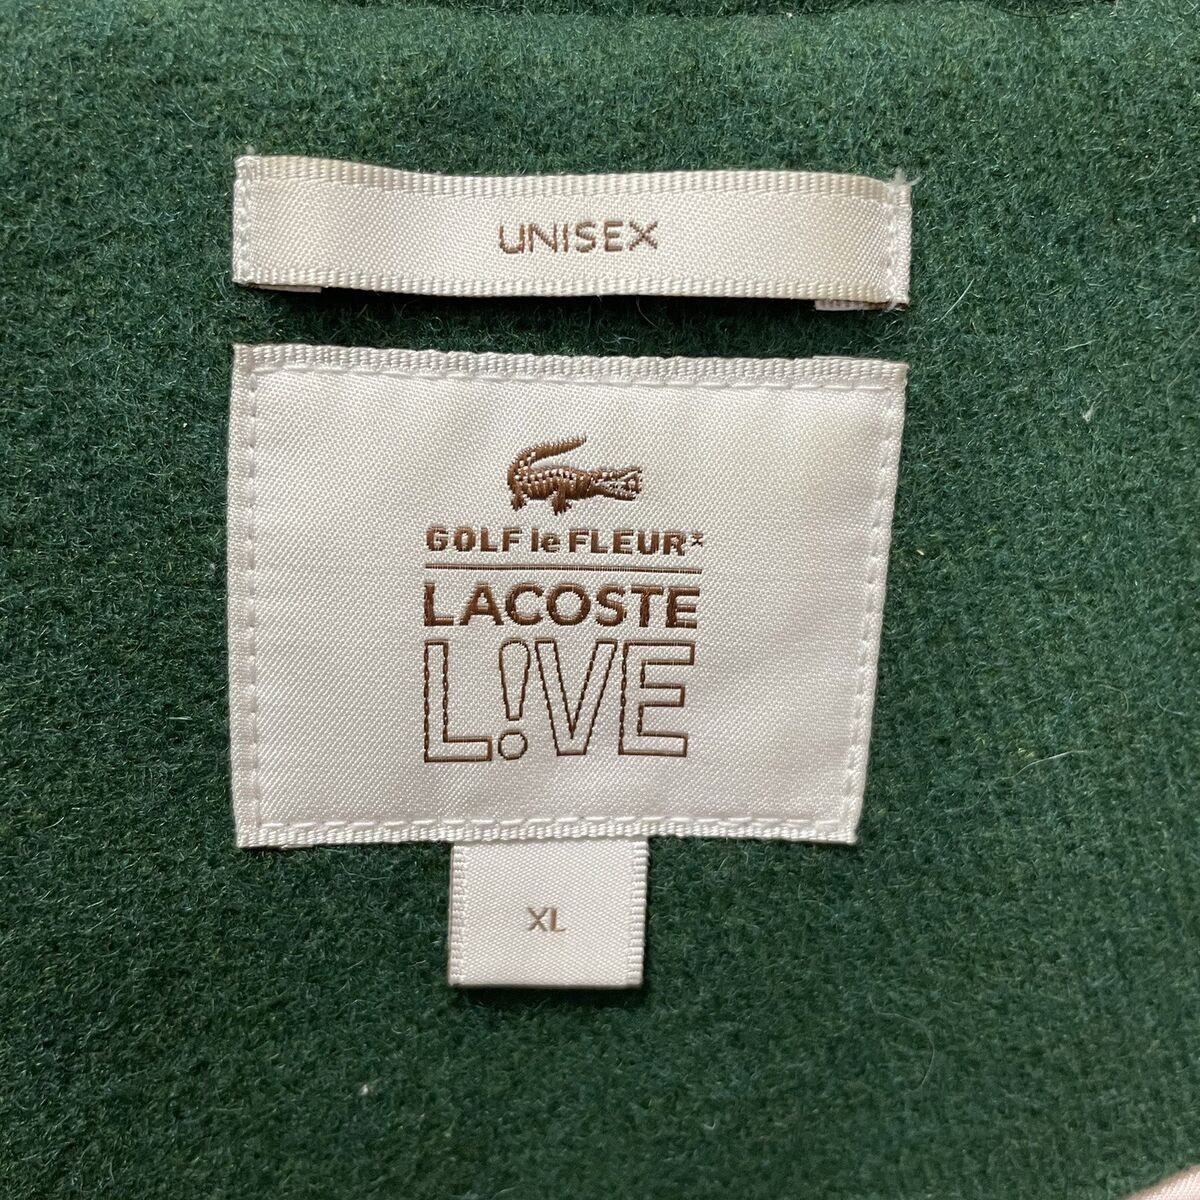 UNISEX
GOLF le FLEUR*
LACOSTE
L!VE
XL